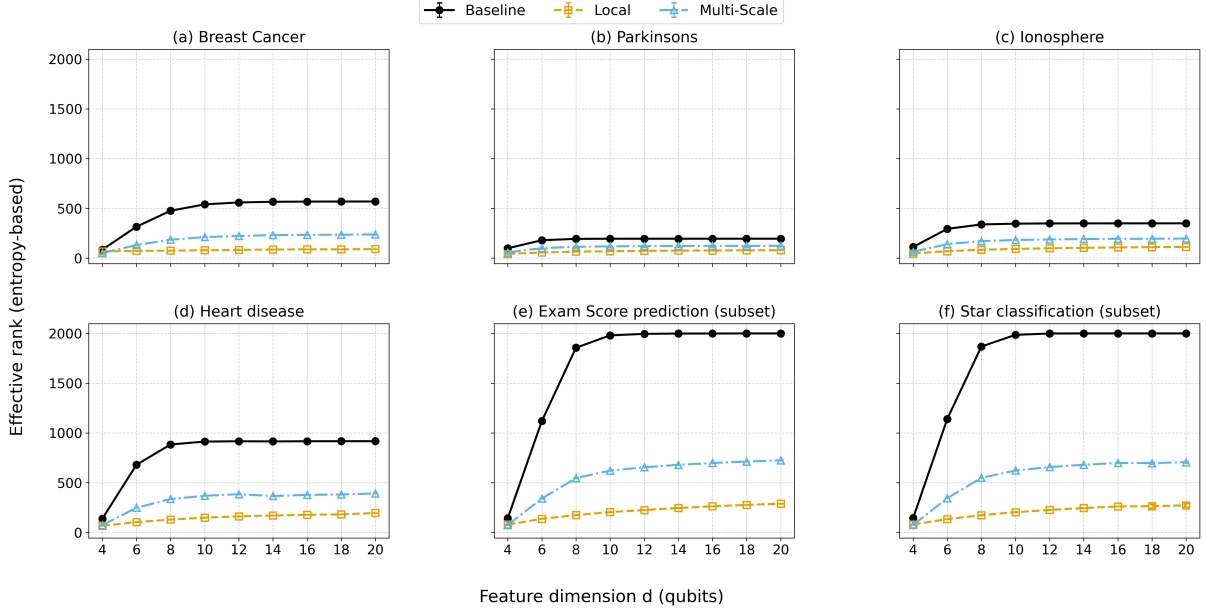 Baseline Local Multi-Scale
(a) Breast Cancer
(b) Parkinsons
(c) Ionosphere
2000
1500
1000
500
0
Effective rank (entropy-based)
(d) Heart disease
(e) Exam Score prediction (subset)
(f) Star classification (subset)
2000
1500
1000
500
0
4 6 8 10 12 14 16 18 20
4 6 8 10 12 14 16 18 20
4 6 8 10 12 14 16 18 20
Feature dimension d (qubits)